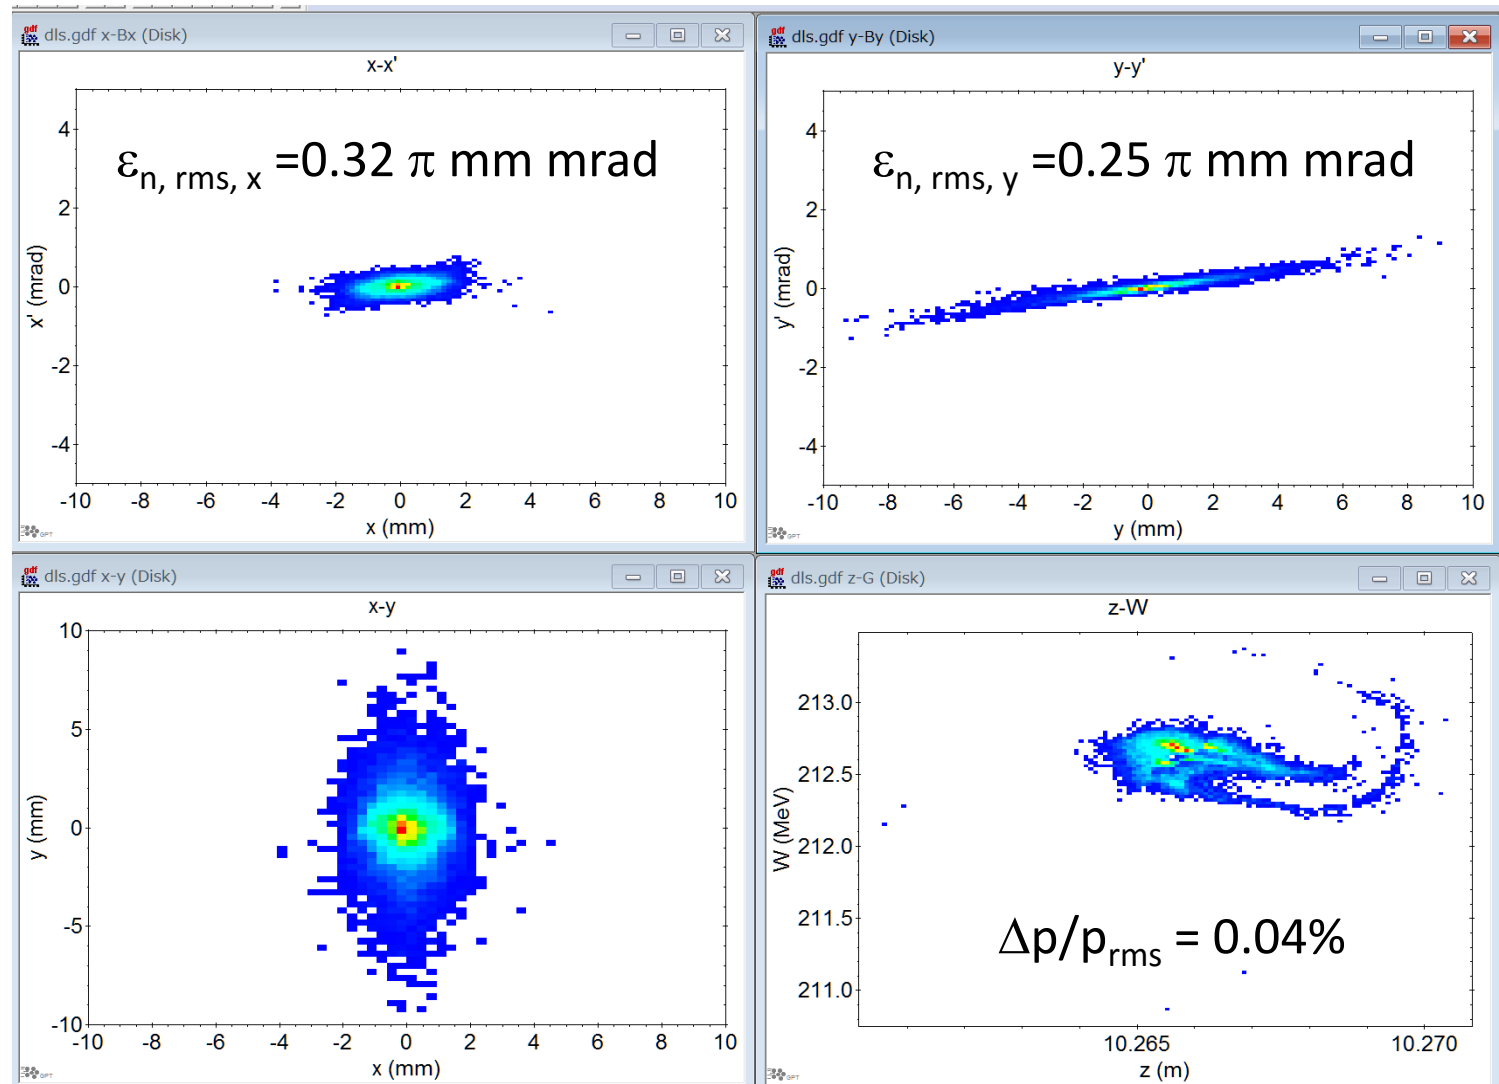 dls.gdf x-Bx (Disk)
x-x'
4
2
0
-2
-4
x' (mrad)
εn, rms, x =0.32 π mm mrad
-10 -8 -6 -4 -2 0 2 4 6 8 10
x (mm)
GPT
dls.gdf y-By (Disk)
y-y'
4
2
0
-2
-4
y' (mrad)
εn, rms, y =0.25 π mm mrad
-10 -8 -6 -4 -2 0 2 4 6 8 10
y (mm)
GPT
dls.gdf x-y (Disk)
x-y
10
5
0
-5
-10
y (mm)
-10 -8 -6 -4 -2 0 2 4 6 8 10
x (mm)
GPT
dls.gdf z-G (Disk)
z-W
213.0
212.5
212.0
211.5
211.0
W (MeV)
Δp/prms = 0.04%
10.265 10.270
z (m)
GPT